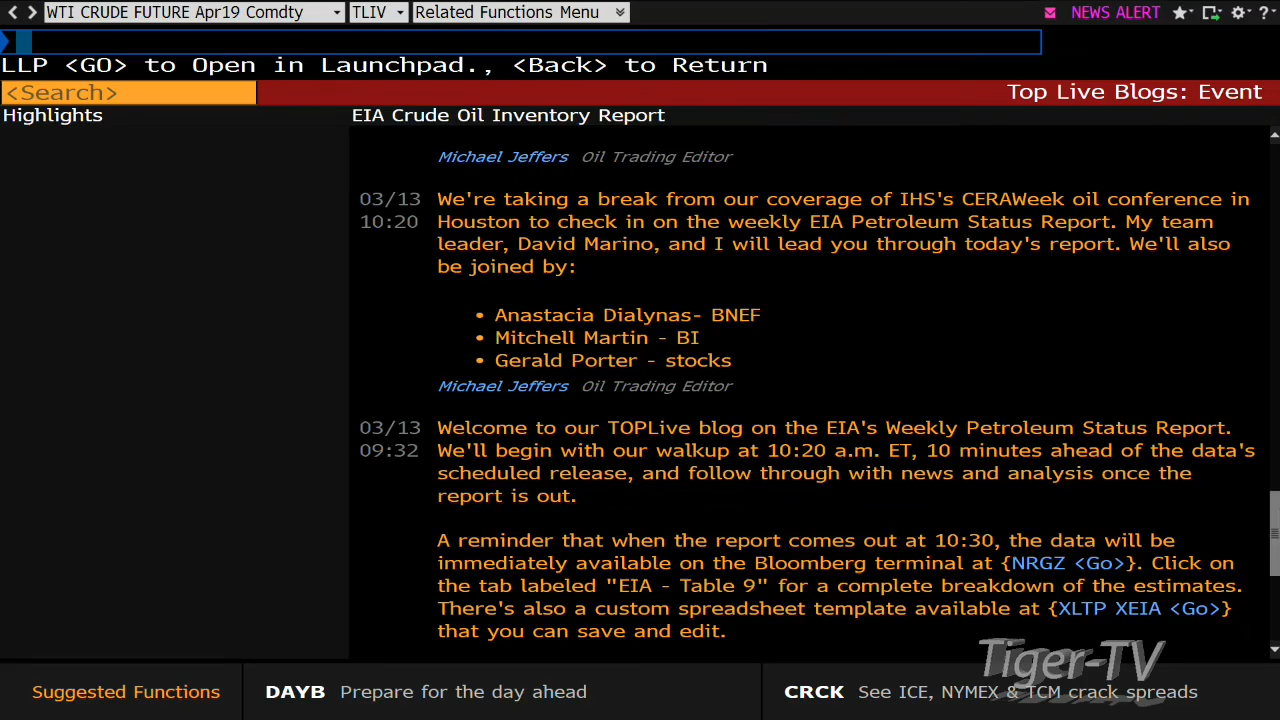 WTI CRUDE FUTURE Apr19 Comdty TLIV Related Functions Menu NEWS ALERT ?
LLP <GO> to Open in Launchpad., <Back> to Return
<Search> Top Live Blogs: Event
Highlights EIA Crude Oil Inventory Report
Michael Jeffers Oil Trading Editor
03/13 We're taking a break from our coverage of IHS's CERAWeek oil conference in
10:20 Houston to check in on the weekly EIA Petroleum Status Report. My team
leader, David Marino, and I will lead you through today's report. We'll also
be joined by:
• Anastacia Dialynas- BNEF
• Mitchell Martin - BI
• Gerald Porter - stocks
Michael Jeffers Oil Trading Editor
03/13 Welcome to our TOPLive blog on the EIA's Weekly Petroleum Status Report.
09:32 We'll begin with our walkup at 10:20 a.m. ET, 10 minutes ahead of the data's
scheduled release, and follow through with news and analysis once the
report is out.
A reminder that when the report comes out at 10:30, the data will be
immediately available on the Bloomberg terminal at {NRGZ <Go>}. Click on
the tab labeled "EIA - Table 9" for a complete breakdown of the estimates.
There's also a custom spreadsheet template available at {XLTP XEIA <Go>}
that you can save and edit.
Tiger-TV
Suggested Functions DAYB Prepare for the day ahead CRCK See ICE, NYMEX & TCM crack spreads